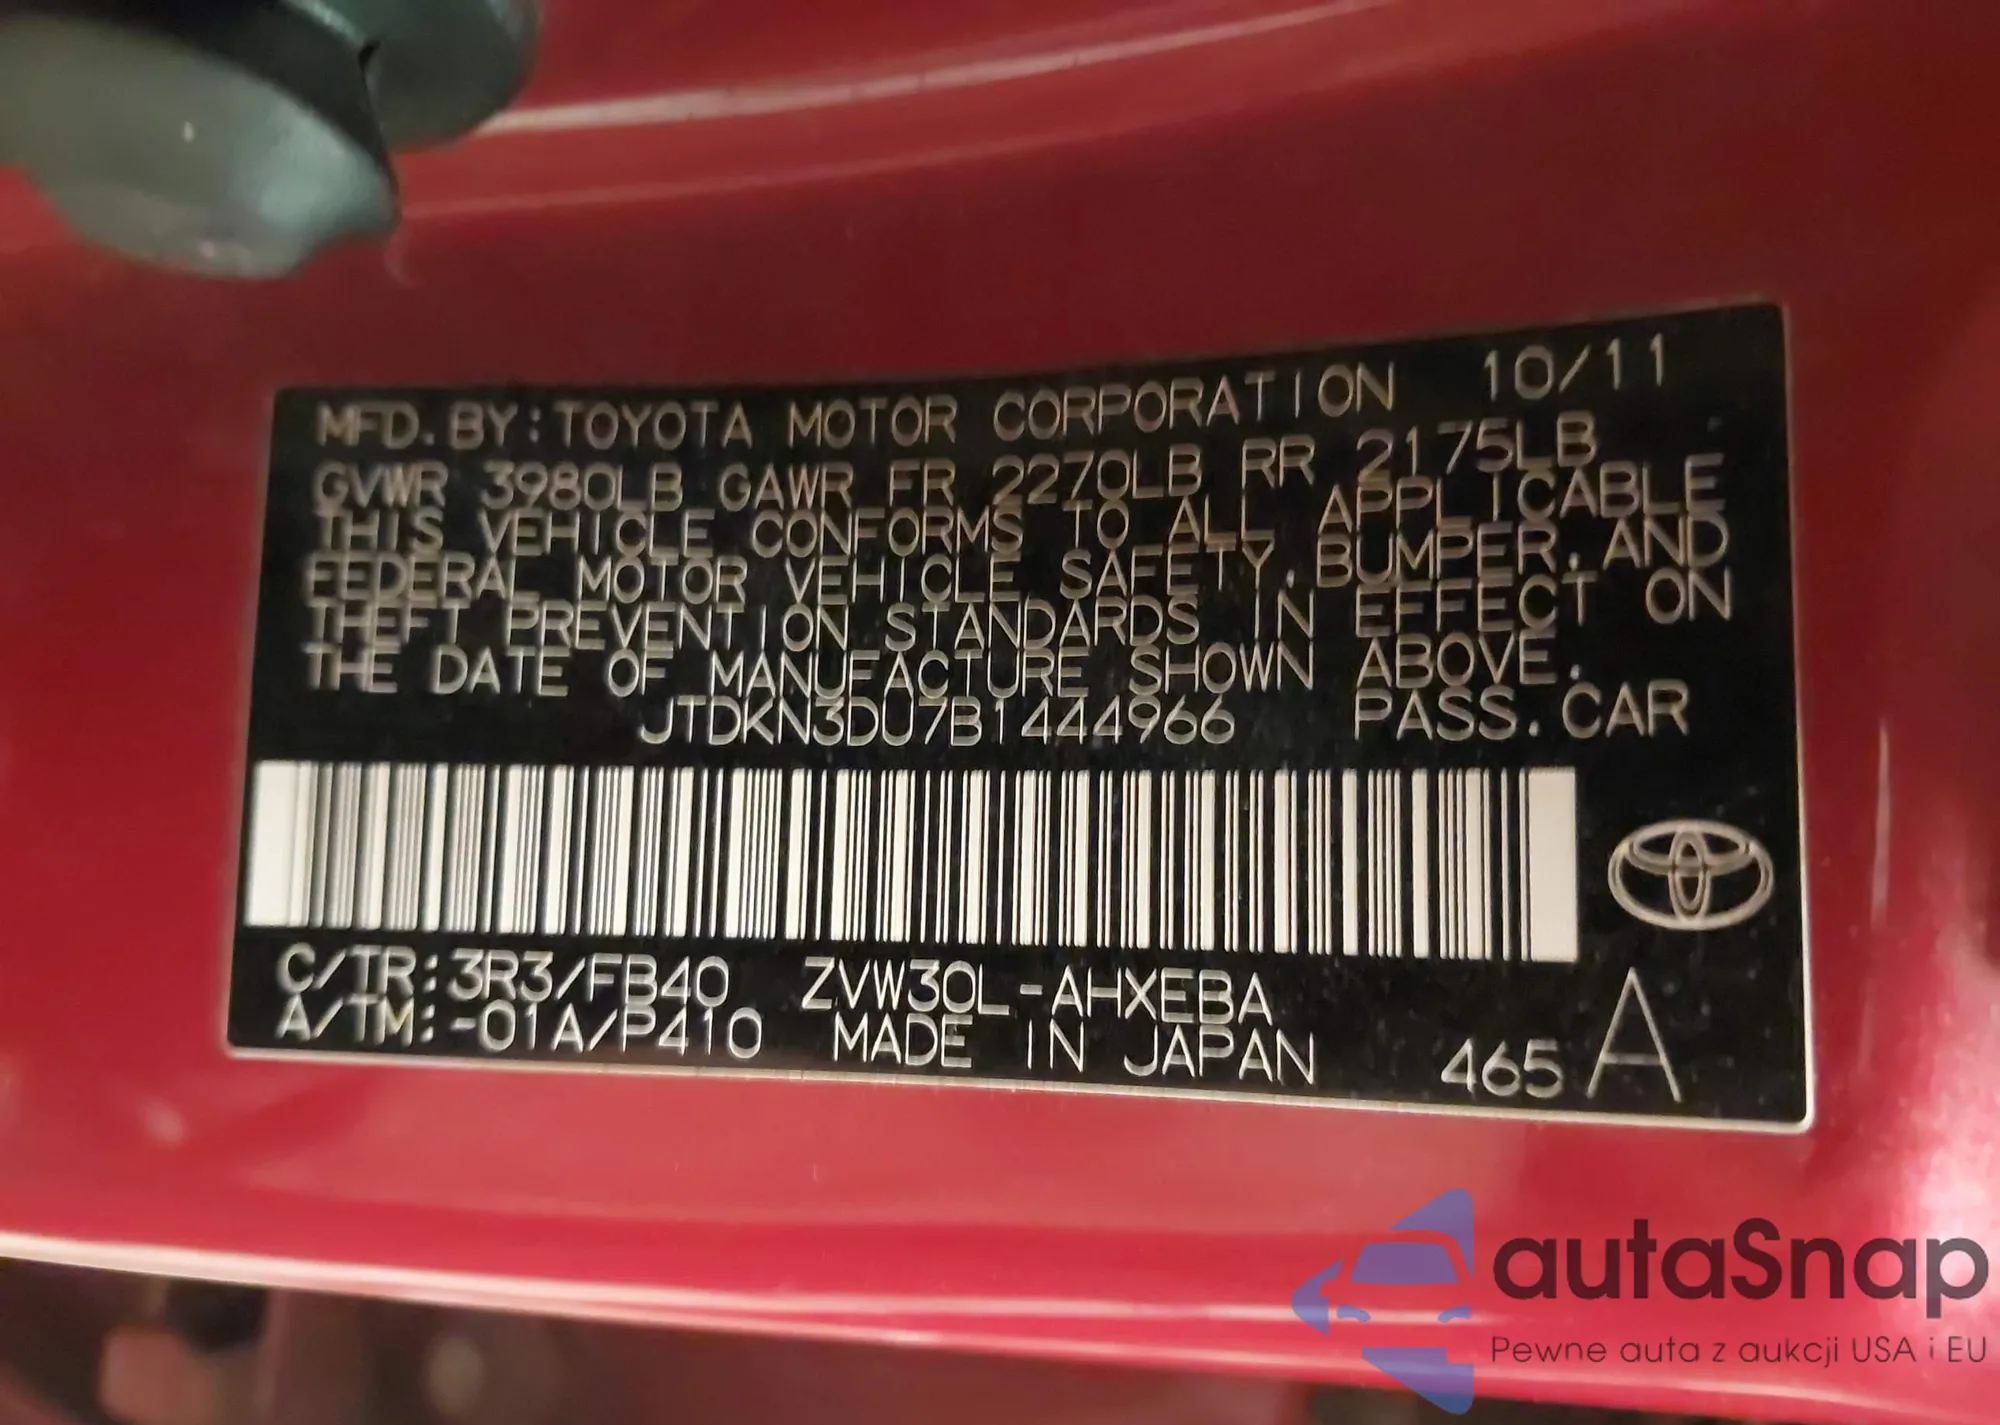 MFD. BY: TOYOTA MOTOR CORPORATION 10/11
GVWR 3980LB GAWR FR 2270LB RR 2175LB
THIS VEHICLE CONFORMS TO ALL APPLICABLE
FEDERAL MOTOR VEHICLE SAFETY, BUMPER, AND
THEFT PREVENTION STANDARDS IN EFFECT ON
THE DATE OF MANUFACTURE SHOWN ABOVE.
JTDKN3DU7B1444966 PASS. CAR
C/TR: 3R3/FB40 ZVW30L-AHXEBA
A/TM: -01A/P410 MADE IN JAPAN 465 A
autaSnap
Pewne auta z aukcji USA i EU